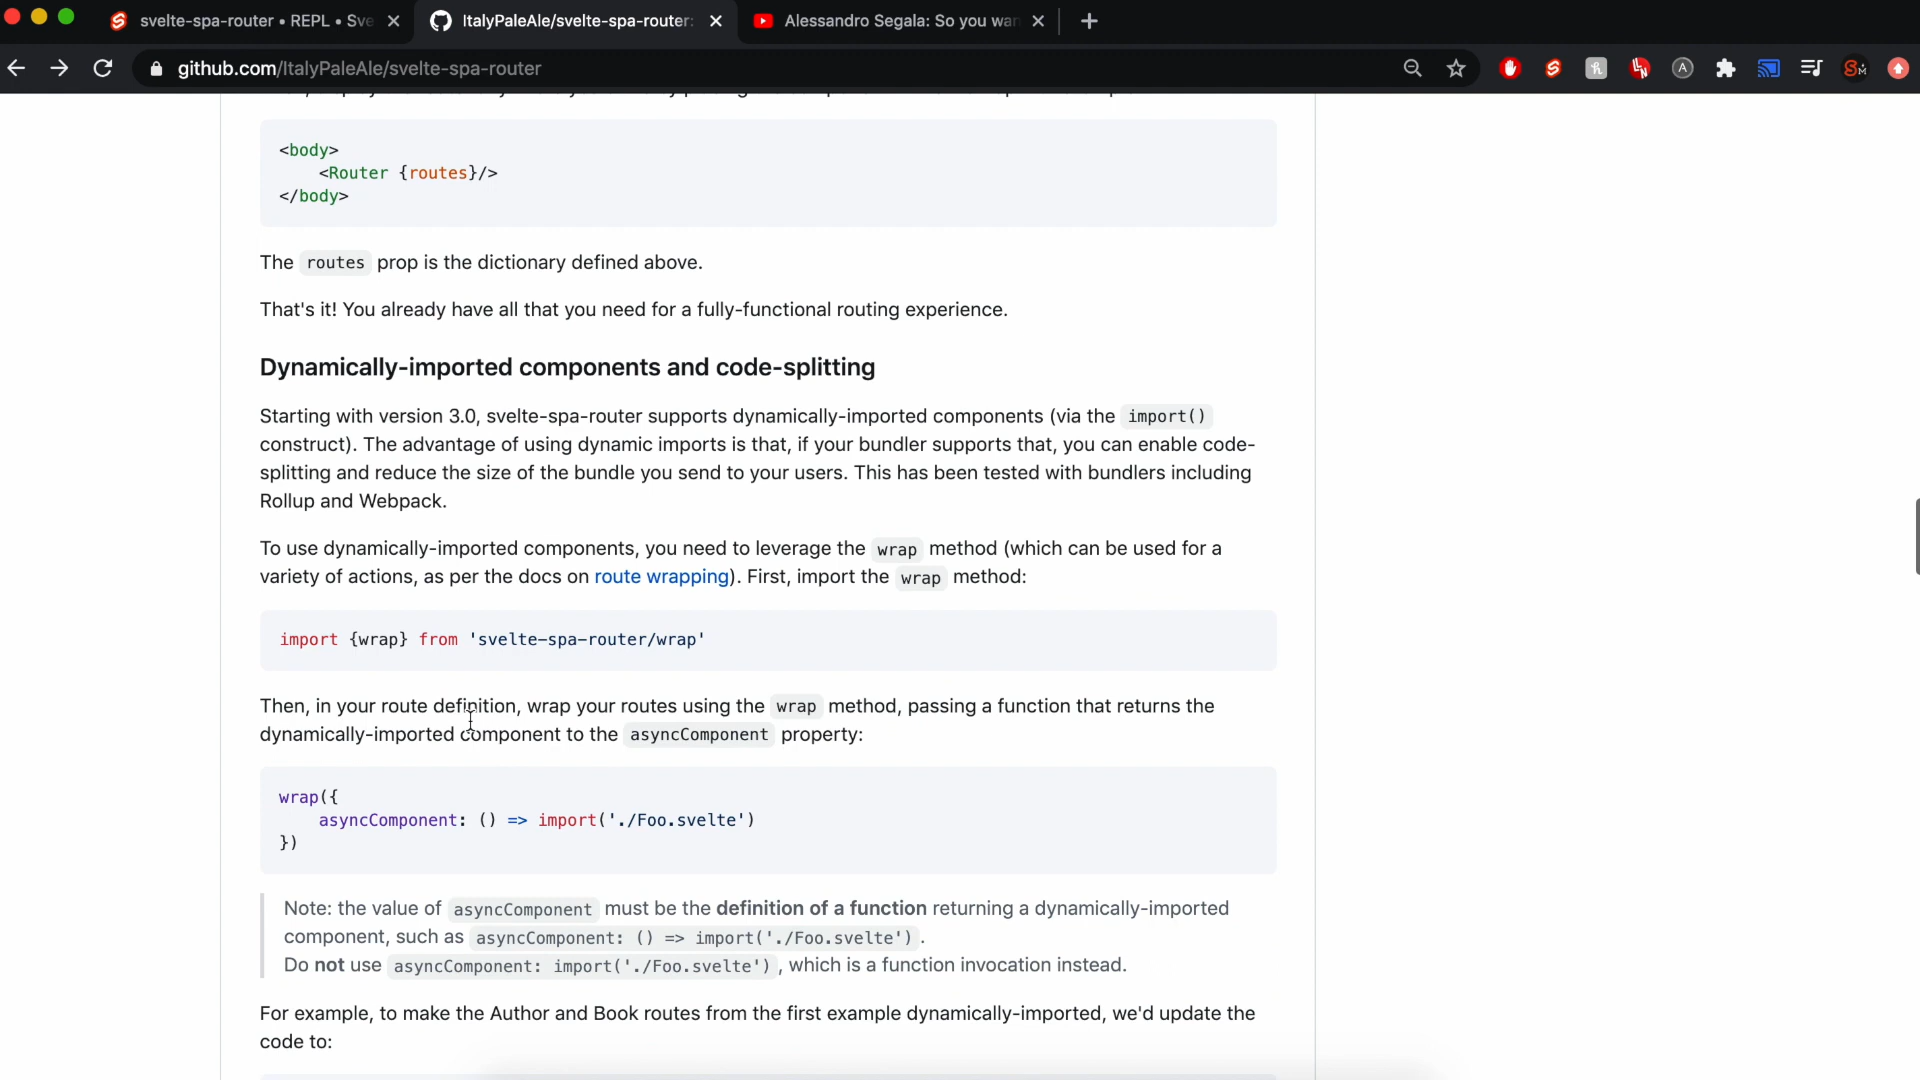 svelte-spa-router • REPL • Sve
ItalyPaleAle/svelte-spa-router:
Alessandro Segala: So you wan
github.com/ItalyPaleAle/svelte-spa-router
<body>
<Router {routes}/>
</body>
The routes prop is the dictionary defined above.
That's it! You already have all that you need for a fully-functional routing experience.
Dynamically-imported components and code-splitting
Starting with version 3.0, svelte-spa-router supports dynamically-imported components (via the import()
construct). The advantage of using dynamic imports is that, if your bundler supports that, you can enable code-
splitting and reduce the size of the bundle you send to your users. This has been tested with bundlers including
Rollup and Webpack.
To use dynamically-imported components, you need to leverage the wrap method (which can be used for a
variety of actions, as per the docs on route wrapping). First, import the wrap method:
import {wrap} from 'svelte-spa-router/wrap'
Then, in your route definition, wrap your routes using the wrap method, passing a function that returns the
dynamically-imported component to the asyncComponent property:
wrap({
asyncComponent: () => import('./Foo.svelte')
})
Note: the value of asyncComponent must be the definition of a function returning a dynamically-imported
component, such as asyncComponent: () => import('./Foo.svelte').
Do not use asyncComponent: import('./Foo.svelte'), which is a function invocation instead.
For example, to make the Author and Book routes from the first example dynamically-imported, we'd update the
code to: